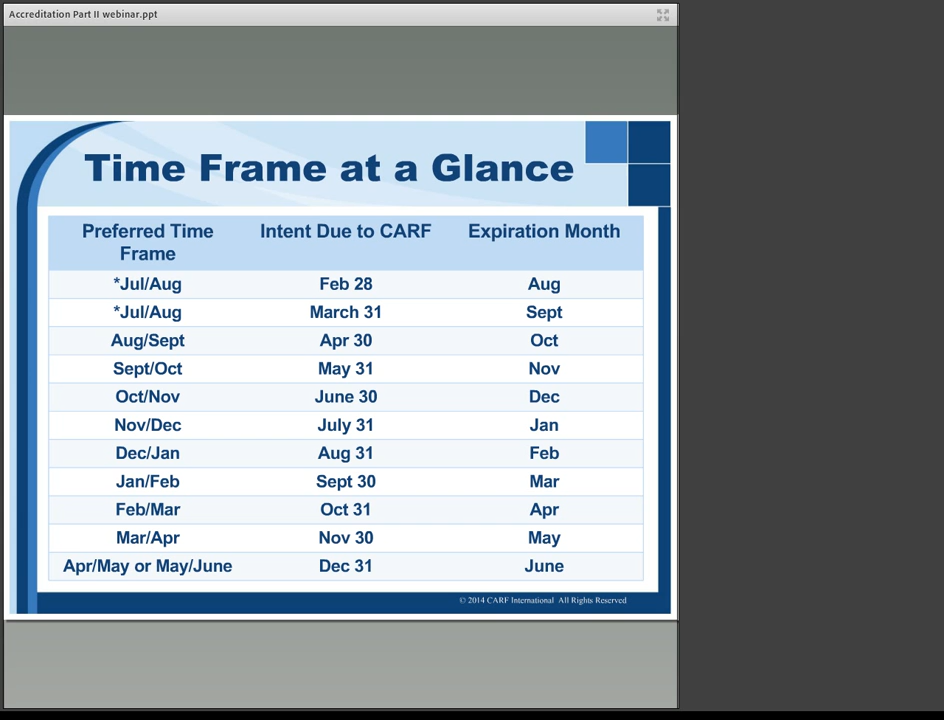 Accreditation Part II webinar.ppt
Time Frame at a Glance
Preferred Time Frame Intent Due to CARF Expiration Month
*Jul/Aug Feb 28 Aug
*Jul/Aug March 31 Sept
Aug/Sept Apr 30 Oct
Sept/Oct May 31 Nov
Oct/Nov June 30 Dec
Nov/Dec July 31 Jan
Dec/Jan Aug 31 Feb
Jan/Feb Sept 30 Mar
Feb/Mar Oct 31 Apr
Mar/Apr Nov 30 May
Apr/May or May/June Dec 31 June
© 2014 CARF International All Rights Reserved